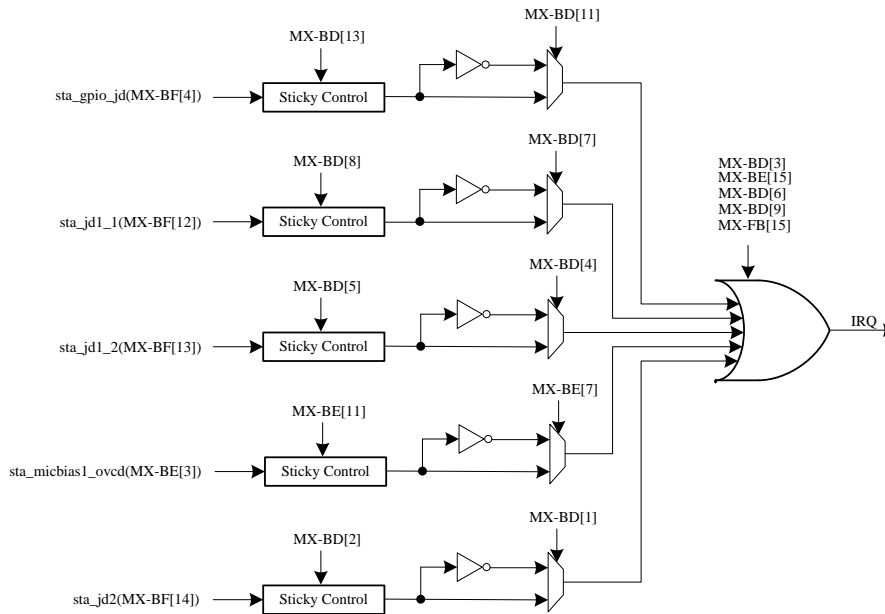 MX-BD[13]
MX-BD[11]
sta_gpio_jd(MX-BF[4])
Sticky Control
MX-BD[8]
MX-BD[7]
sta_jd1_1(MX-BF[12])
Sticky Control
MX-BD[3]
MX-BE[15]
MX-BD[6]
MX-BD[9]
MX-FB[15]
MX-BD[5]
MX-BD[4]
sta_jd1_2(MX-BF[13])
Sticky Control
IRQ
MX-BE[11]
MX-BE[7]
sta_micbias1_ovcd(MX-BE[3])
Sticky Control
MX-BD[2]
MX-BD[1]
sta_jd2(MX-BF[14])
Sticky Control